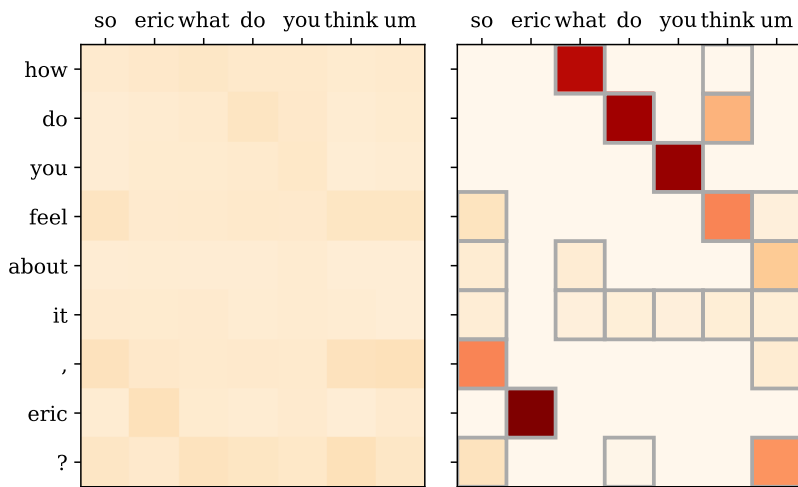 so eric what do you think um
so eric what do you think um
how
do
you
feel
about
it
,
eric
?